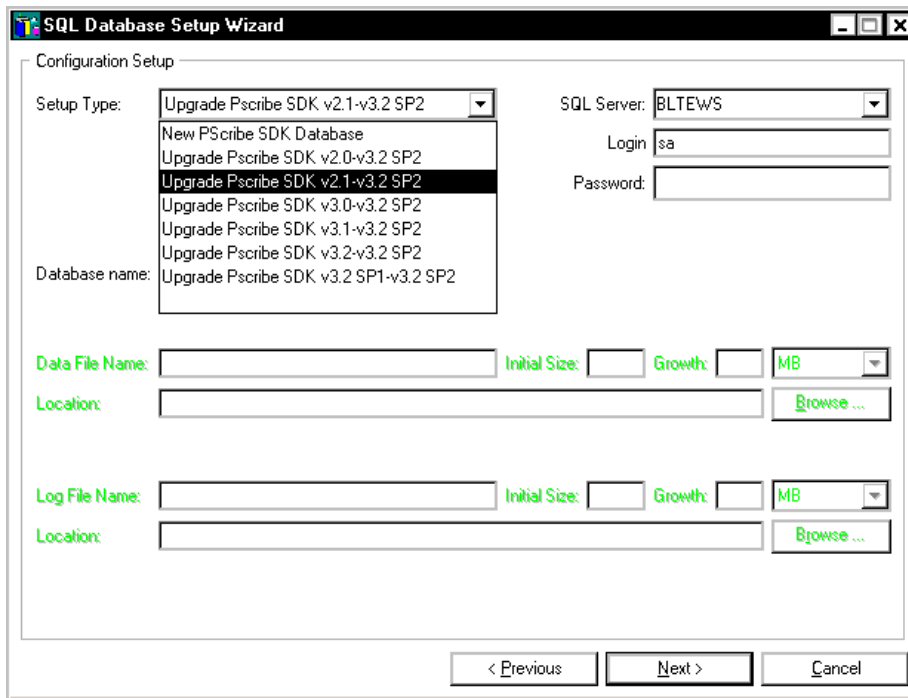 SQL Database Setup Wizard
Configuration Setup
Setup Type:
Upgrade Pscribe SDK v2.1-v3.2 SP2
New PScribe SDK Database
Upgrade Pscribe SDK v2.0-v3.2 SP2
Upgrade Pscribe SDK v2.1-v3.2 SP2
Upgrade Pscribe SDK v3.0-v3.2 SP2
Upgrade Pscribe SDK v3.1-v3.2 SP2
Upgrade Pscribe SDK v3.2-v3.2 SP2
Upgrade Pscribe SDK v3.2 SP1-v3.2 SP2
SQL Server: BLTEWS
Login sa
Password:
Database name:
Data File Name: Initial Size: Growth: MB
Location: Browse ...
Log File Name: Initial Size: Growth: MB
Location: Browse ...
< Previous Next > Cancel